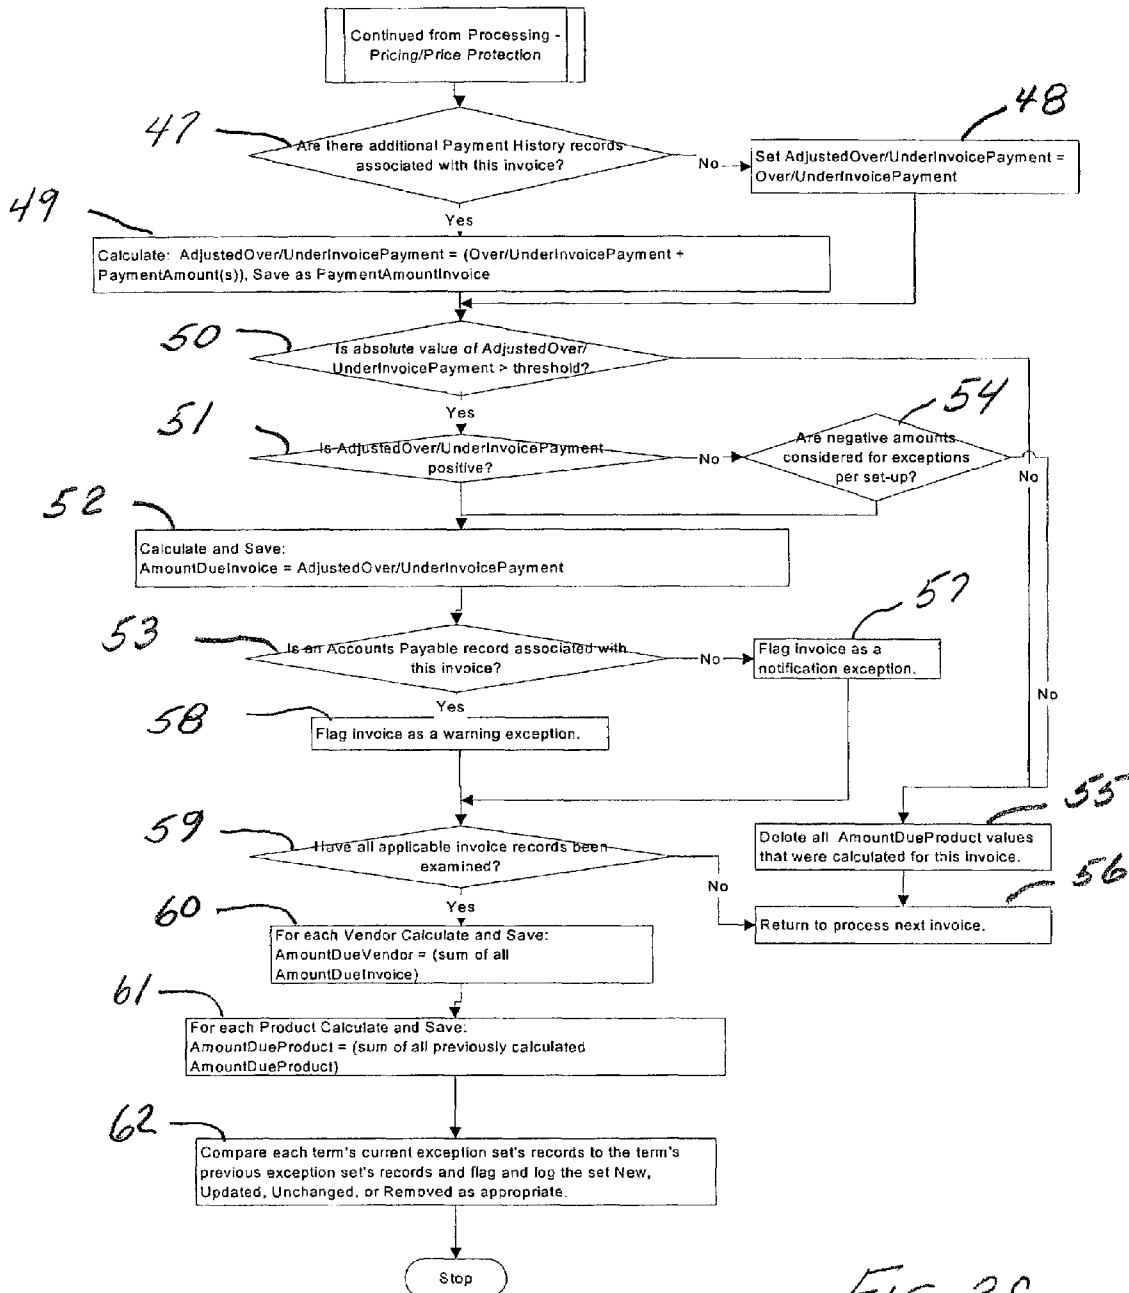 Continued from Processing -
Pricing/Price Protection
47
Are there additional Payment History records
associated with this invoice?
No
48
Set AdjustedOver/UnderInvoicePayment =
Over/UnderInvoicePayment
Yes
49
Calculate: AdjustedOver/UnderInvoicePayment = (Over/UnderInvoicePayment +
PaymentAmount(s)), Save as PaymentAmountInvoice
50
Is absolute value of AdjustedOver/
UnderInvoicePayment > threshold?
Yes
51
Is AdjustedOver/UnderInvoicePayment
positive?
No
54
Are negative amounts
considered for exceptions
per set-up?
No
52
Calculate and Save:
AmountDueInvoice = AdjustedOver/UnderInvoicePayment
53
Is an Accounts Payable record associated with
this invoice?
No
57
Flag invoice as a
notification exception.
No
Yes
58
Flag invoice as a warning exception.
55
Delete all AmountDueProduct values
that were calculated for this invoice.
59
Have all applicable invoice records been
examined?
No
56
Return to process next invoice.
Yes
60
For each Vendor Calculate and Save:
AmountDueVendor = (sum of all
AmountDueInvoice)
61
For each Product Calculate and Save:
AmountDueProduct = (sum of all previously calculated
AmountDueProduct)
62
Compare each term's current exception set's records to the term's
previous exception set's records and flag and log the set New,
Updated, Unchanged, or Removed as appropriate.
Stop